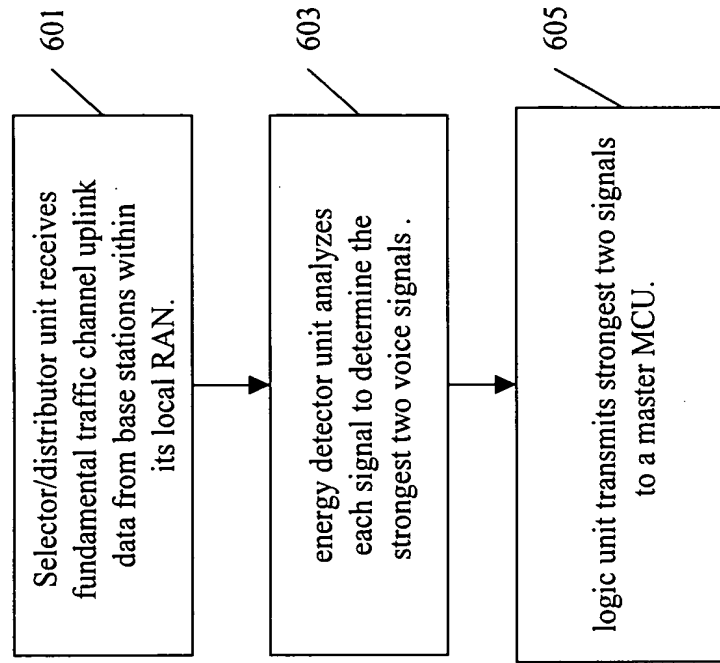 Selector/distributor unit receives
fundamental traffic channel uplink
data from base stations within
its local RAN.
601
energy detector unit analyzes
each signal to determine the
strongest two voice signals .
603
logic unit transmits strongest two signals
to a master MCU.
605